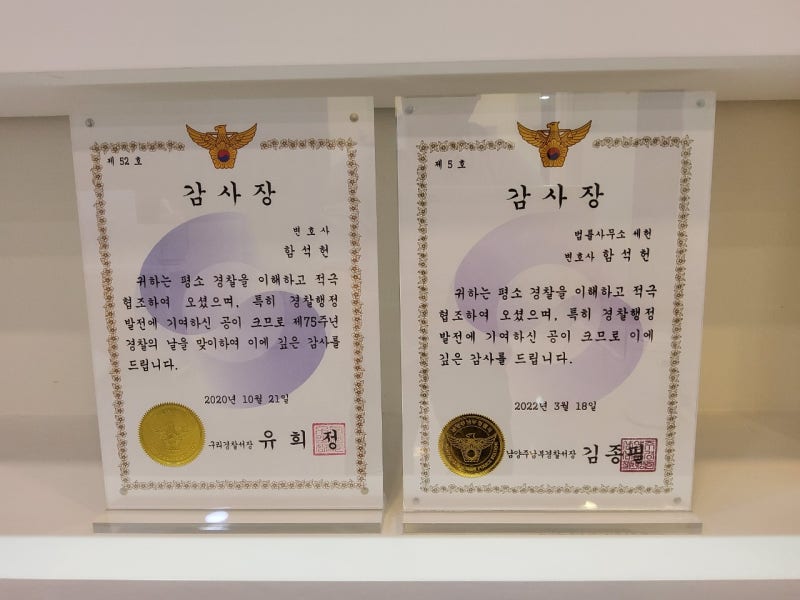 제 52 호
감 사 장
변호사
함석헌
귀하는 평소 경찰을 이해하고 적극
협조하여 오셨으며, 특히 경찰행정
발전에 기여하신 공이 크므로 제75주년
경찰의 날을 맞이하여 이에 깊은 감사를
드립니다.
2020년 10월 21일
구리경찰서장 유 희 정
제 5 호
감 사 장
법률사무소 세헌
변호사 함석헌
귀하는 평소 경찰을 이해하고 적극
협조하여 오셨으며, 특히 경찰행정
발전에 기여하신 공이 크므로 이에
깊은 감사를 드립니다.
2022년 3월 18일
남양주남부경찰서장 김 종 필